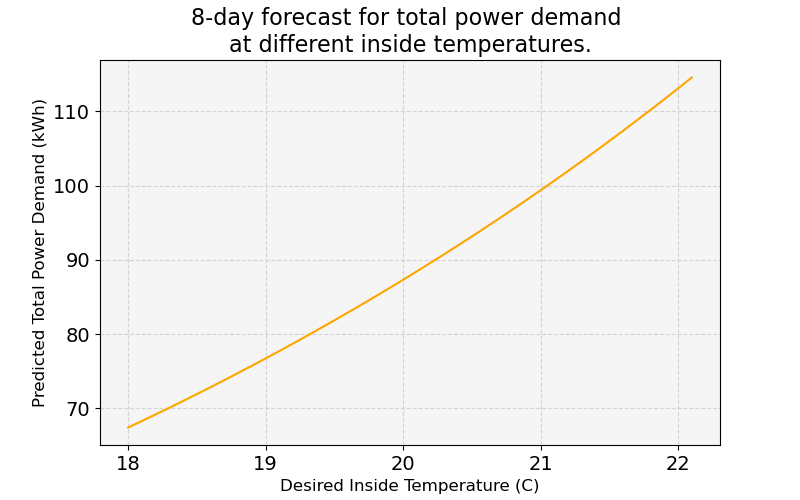 8-day forecast for total power demand
at different inside temperatures.
Predicted Total Power Demand (kWh)
110
100
90
80
70
18 19 20 21 22
Desired Inside Temperature (C)